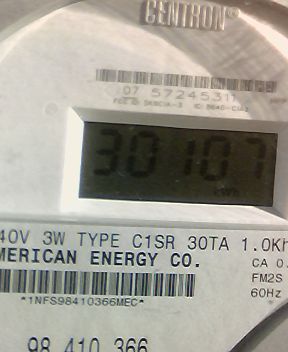 CENTRON®
07 57245311
30107
kWh
40V 3W TYPE C1SR 30TA 1.0Kh
MERICAN ENERGY CO.
CA 0.
FM2S
60Hz
*1NFS98410366MEC*
98 410 366